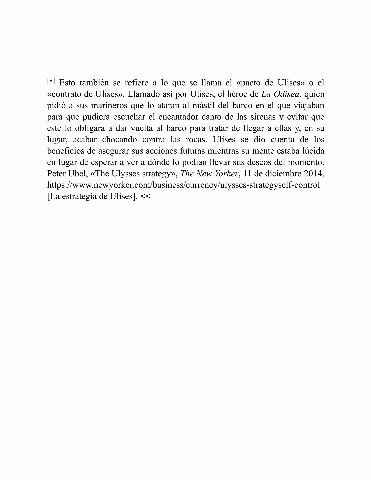 [*] Esto también se refiere a lo que se llama el «pacto de Ulises» o el
«contrato de Ulises». Llamado así por Ulises, el héroe de La Odisea, quien
pidió a sus marineros que lo ataran al mástil del barco en el que viajaban
para que pudiera escuchar el encantador canto de las sirenas y evitar que
este lo obligara a dar vuelta al barco para tratar de llegar a ellas y, en su
lugar, acabar chocando contra las rocas. Ulises se dio cuenta de los
beneficios de asegurar sus acciones futuras mientras su mente estaba lúcida
en lugar de esperar a ver a dónde lo podían llevar sus deseos del momento.
Peter Ubel, «The Ulysses strategy», The New Yorker, 11 de diciembre 2014,
https://www.newyorker.com/business/currency/ulysses-strategyself-control
[La estrategia de Ulises]. <<